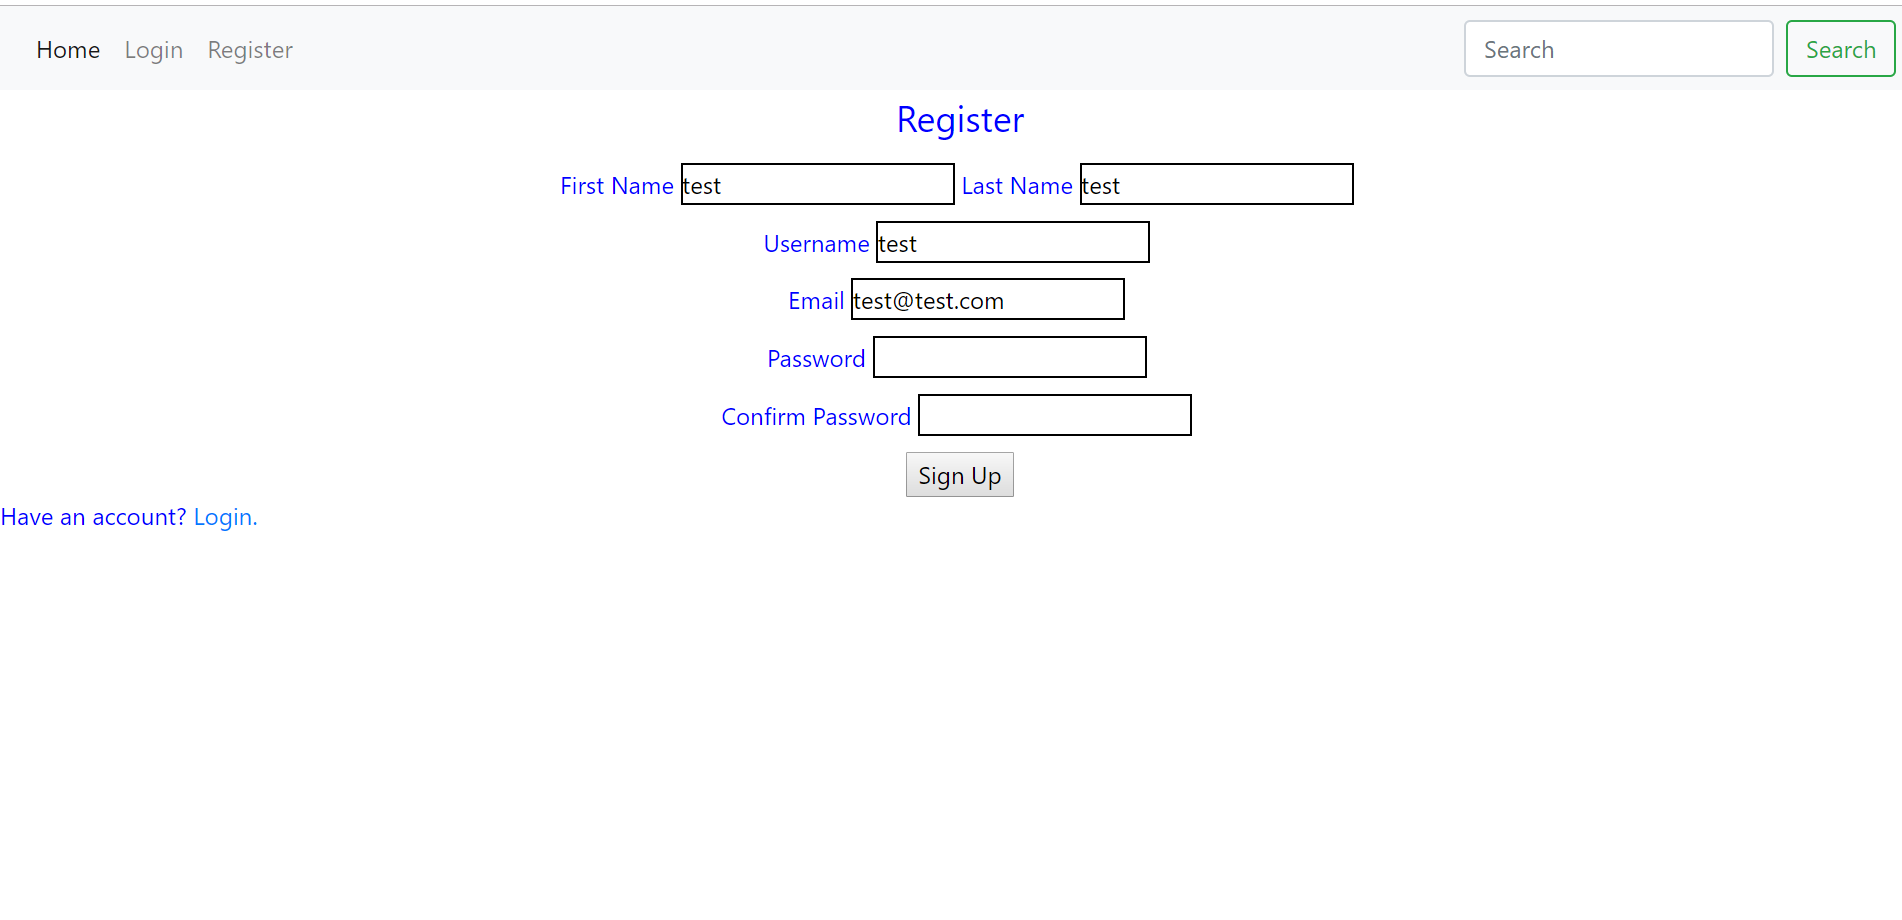 Home Login Register Search Search
Register
First Name test Last Name test
Username test
Email test@test.com
Password
Confirm Password
Sign Up
Have an account? Login.